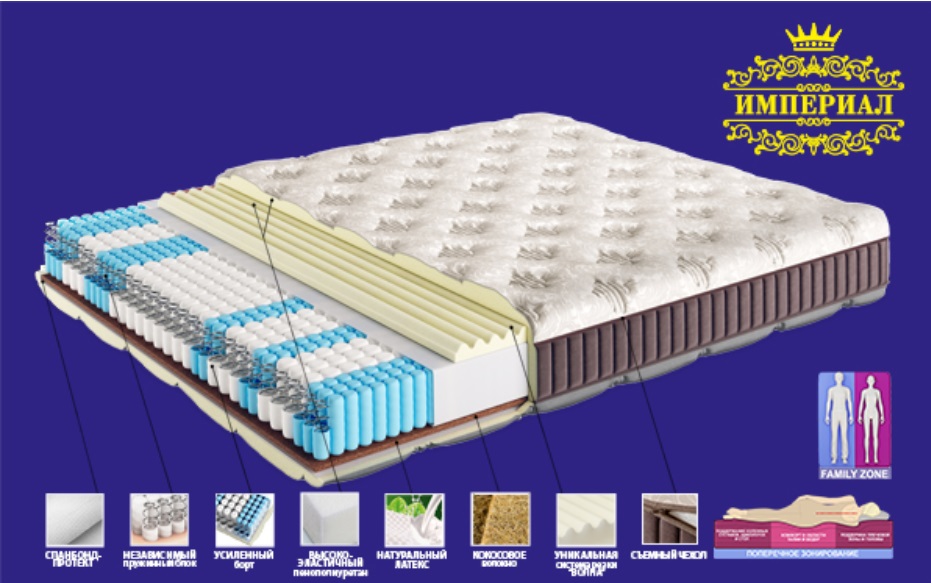 ИМПЕРИАЛ
FAMILY ZONE
СПАНБОНД-
ПРОТЕКТ
НЕЗАВИСИМЫЙ
пружинный блок
УСИЛЕННЫЙ
борт
ВЫСОКО-
ЭЛАСТИЧНЫЙ
пенополиуретан
НАТУРАЛЬНЫЙ
ЛАТЕКС
КОКОСОВОЕ
волокно
УНИКАЛЬНАЯ
система резки
"ВОЛНА"
СЪЕМНЫЙ ЧЕХОЛ
ПОПЕРЕЧНОЕ ЗОНИРОВАНИЕ